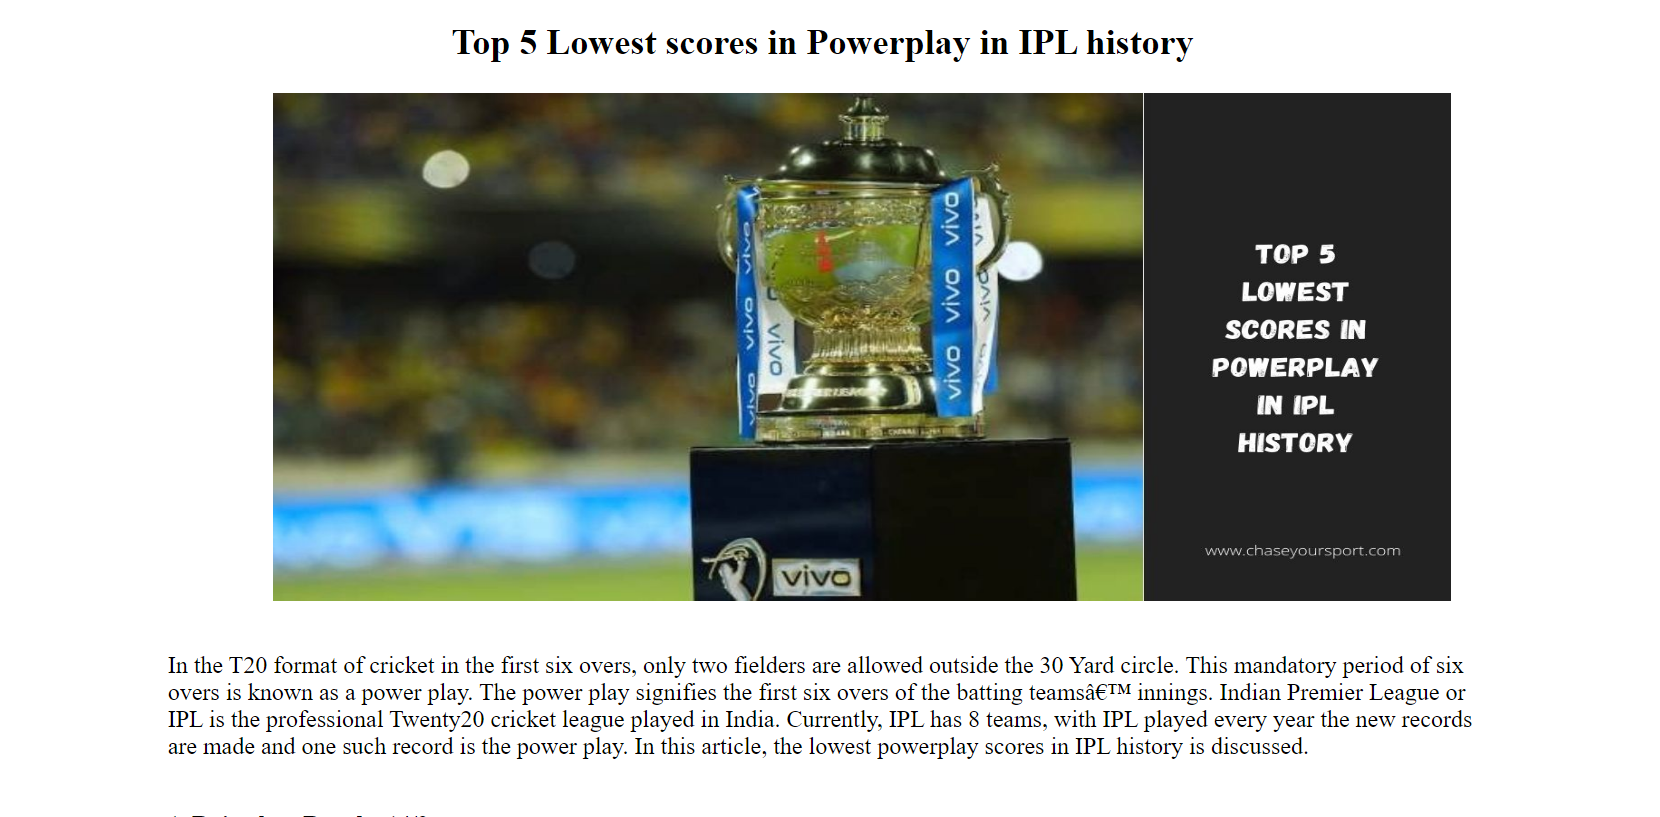 Top 5 Lowest scores in Powerplay in IPL history
vivo
vivo
vivo
vivo
vivo
vivo
vivo
vivo
vivo
TOP 5
LOWEST
SCORES IN
POWERPLAY
IN IPL
HISTORY
www.chaseyoursport.com
In the T20 format of cricket in the first six overs, only two fielders are allowed outside the 30 Yard circle. This mandatory period of six
overs is known as a power play. The power play signifies the first six overs of the batting teamsâ€™ innings. Indian Premier League or
IPL is the professional Twenty20 cricket league played in India. Currently, IPL has 8 teams, with IPL played every year the new records
are made and one such record is the power play. In this article, the lowest powerplay scores in IPL history is discussed.